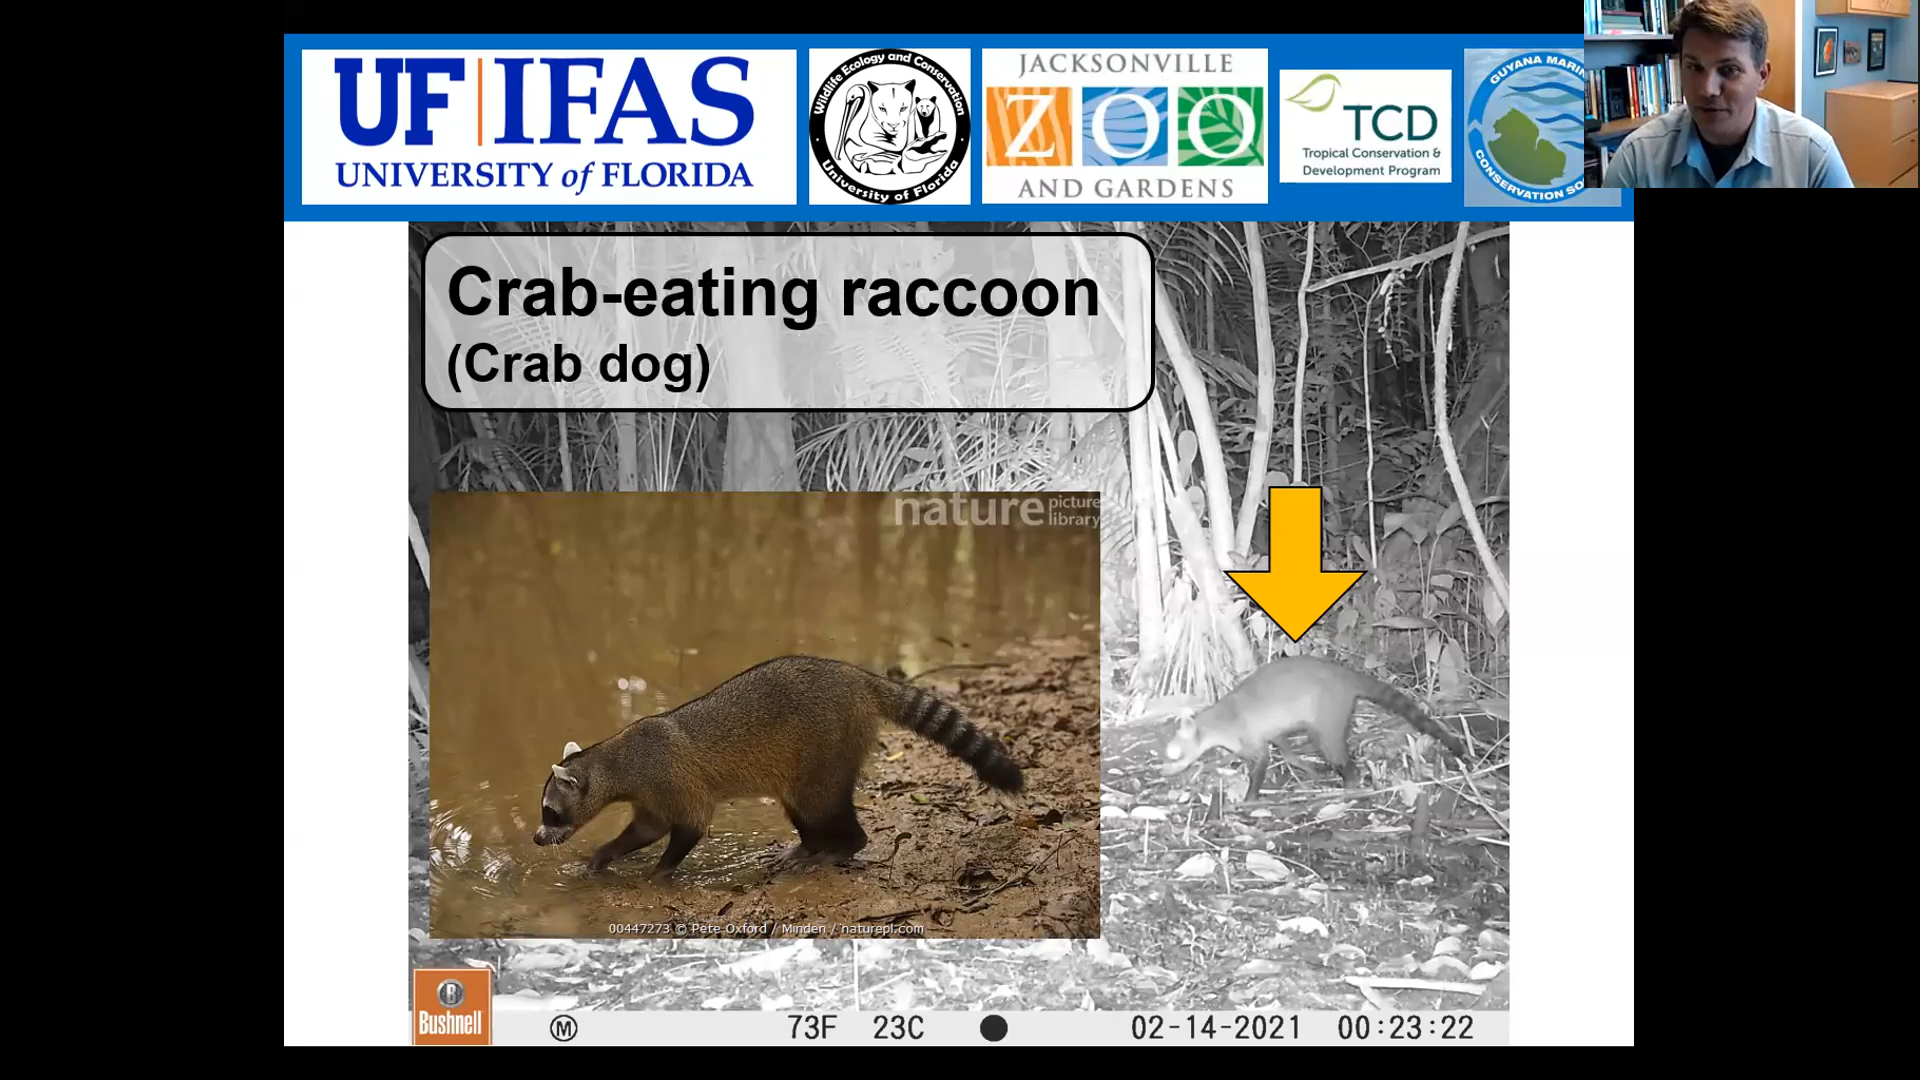 UF|IFAS
UNIVERSITY of FLORIDA
Wildlife Ecology and Conservation
University of Florida
JACKSONVILLE
ZOO
AND GARDENS
TCD
Tropical Conservation &
Development Program
GUYANA MARIN
CONSERVATION SO
Crab-eating raccoon
(Crab dog)
nature picture
library
00447273 © Pete Oxford / Minden / naturepl.com
B
Bushnell
M 73F 23C 02-14-2021 00:23:22